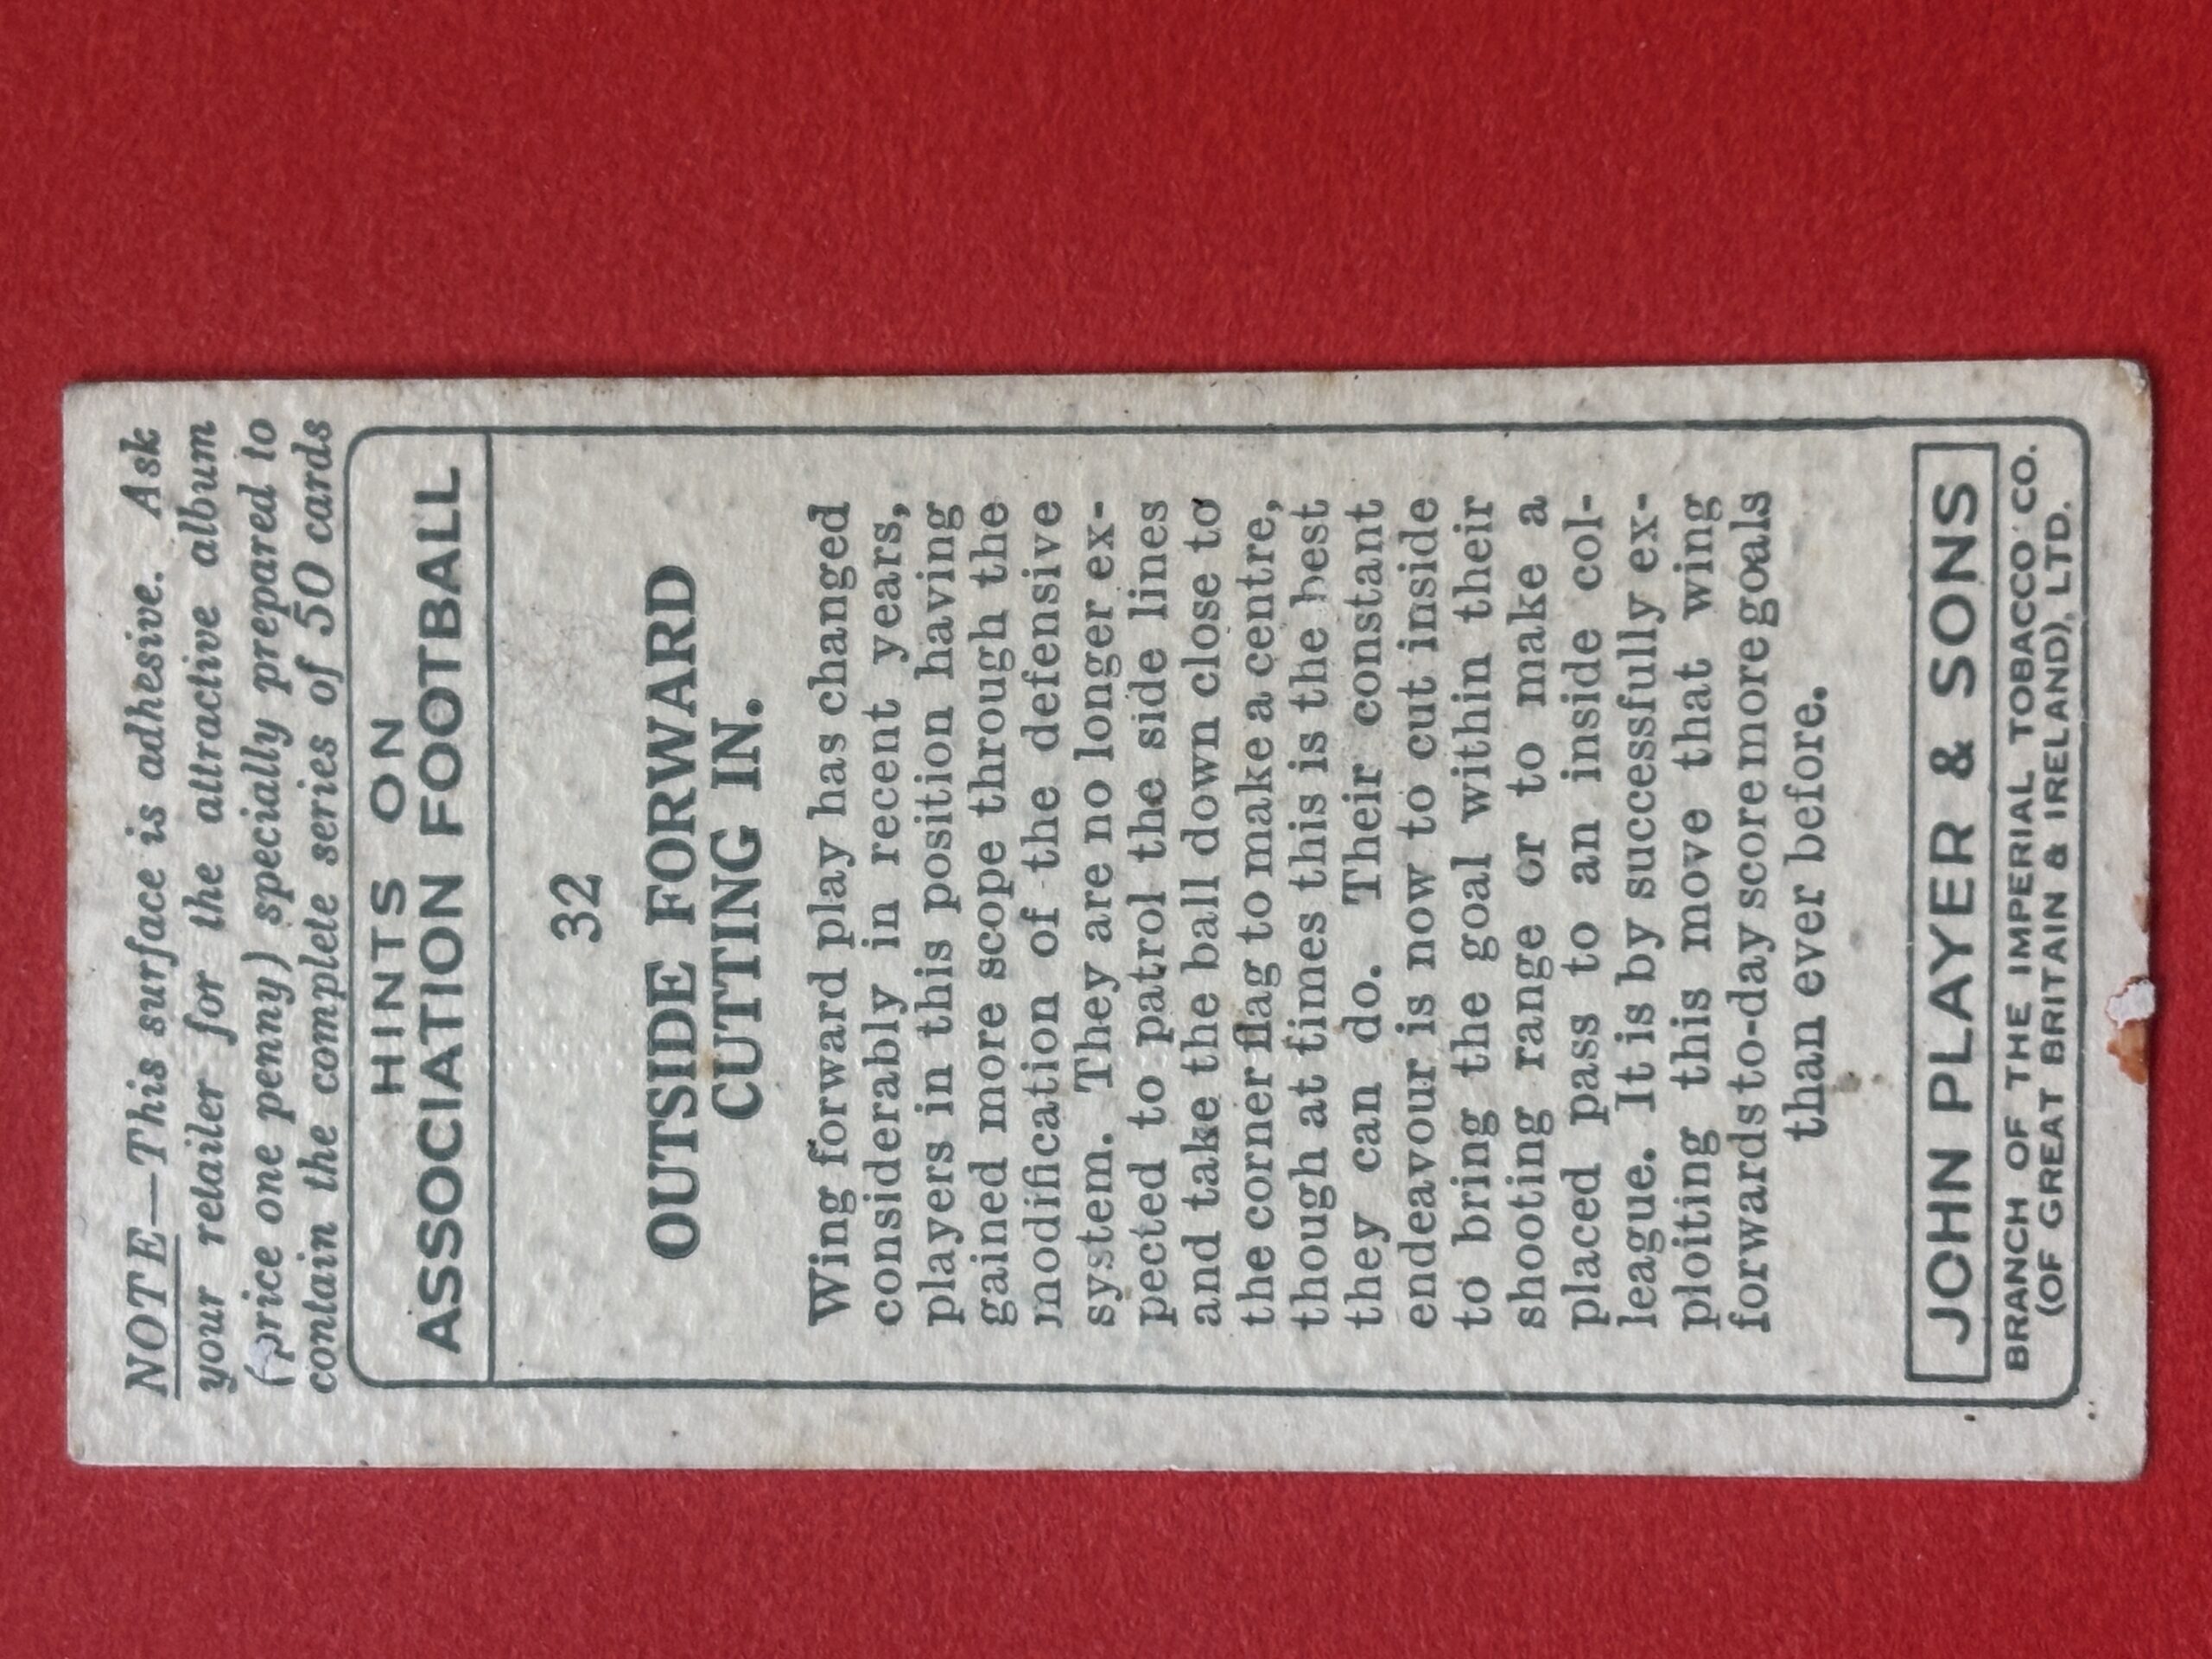 NOTE—This surface is adhesive. Ask
your retailer for the attractive album
(price one penny) specially prepared to
contain the complete series of 50 cards
HINTS ON
ASSOCIATION FOOTBALL
32
OUTSIDE FORWARD
CUTTING IN.
Wing forward play has changed
considerably in recent years,
players in this position having
gained more scope through the
modification of the defensive
system. They are no longer ex-
pected to patrol the side lines
and take the ball down close to
the corner flag to make a centre,
though at times this is the best
they can do. Their constant
endeavour is now to cut inside
to bring the goal within their
shooting range or to make a
placed pass to an inside col-
league. It is by successfully ex-
ploiting this move that wing
forwards to-day score more goals
than ever before.
JOHN PLAYER & SONS
BRANCH OF THE IMPERIAL TOBACCO CO.
(OF GREAT BRITAIN & IRELAND), LTD.